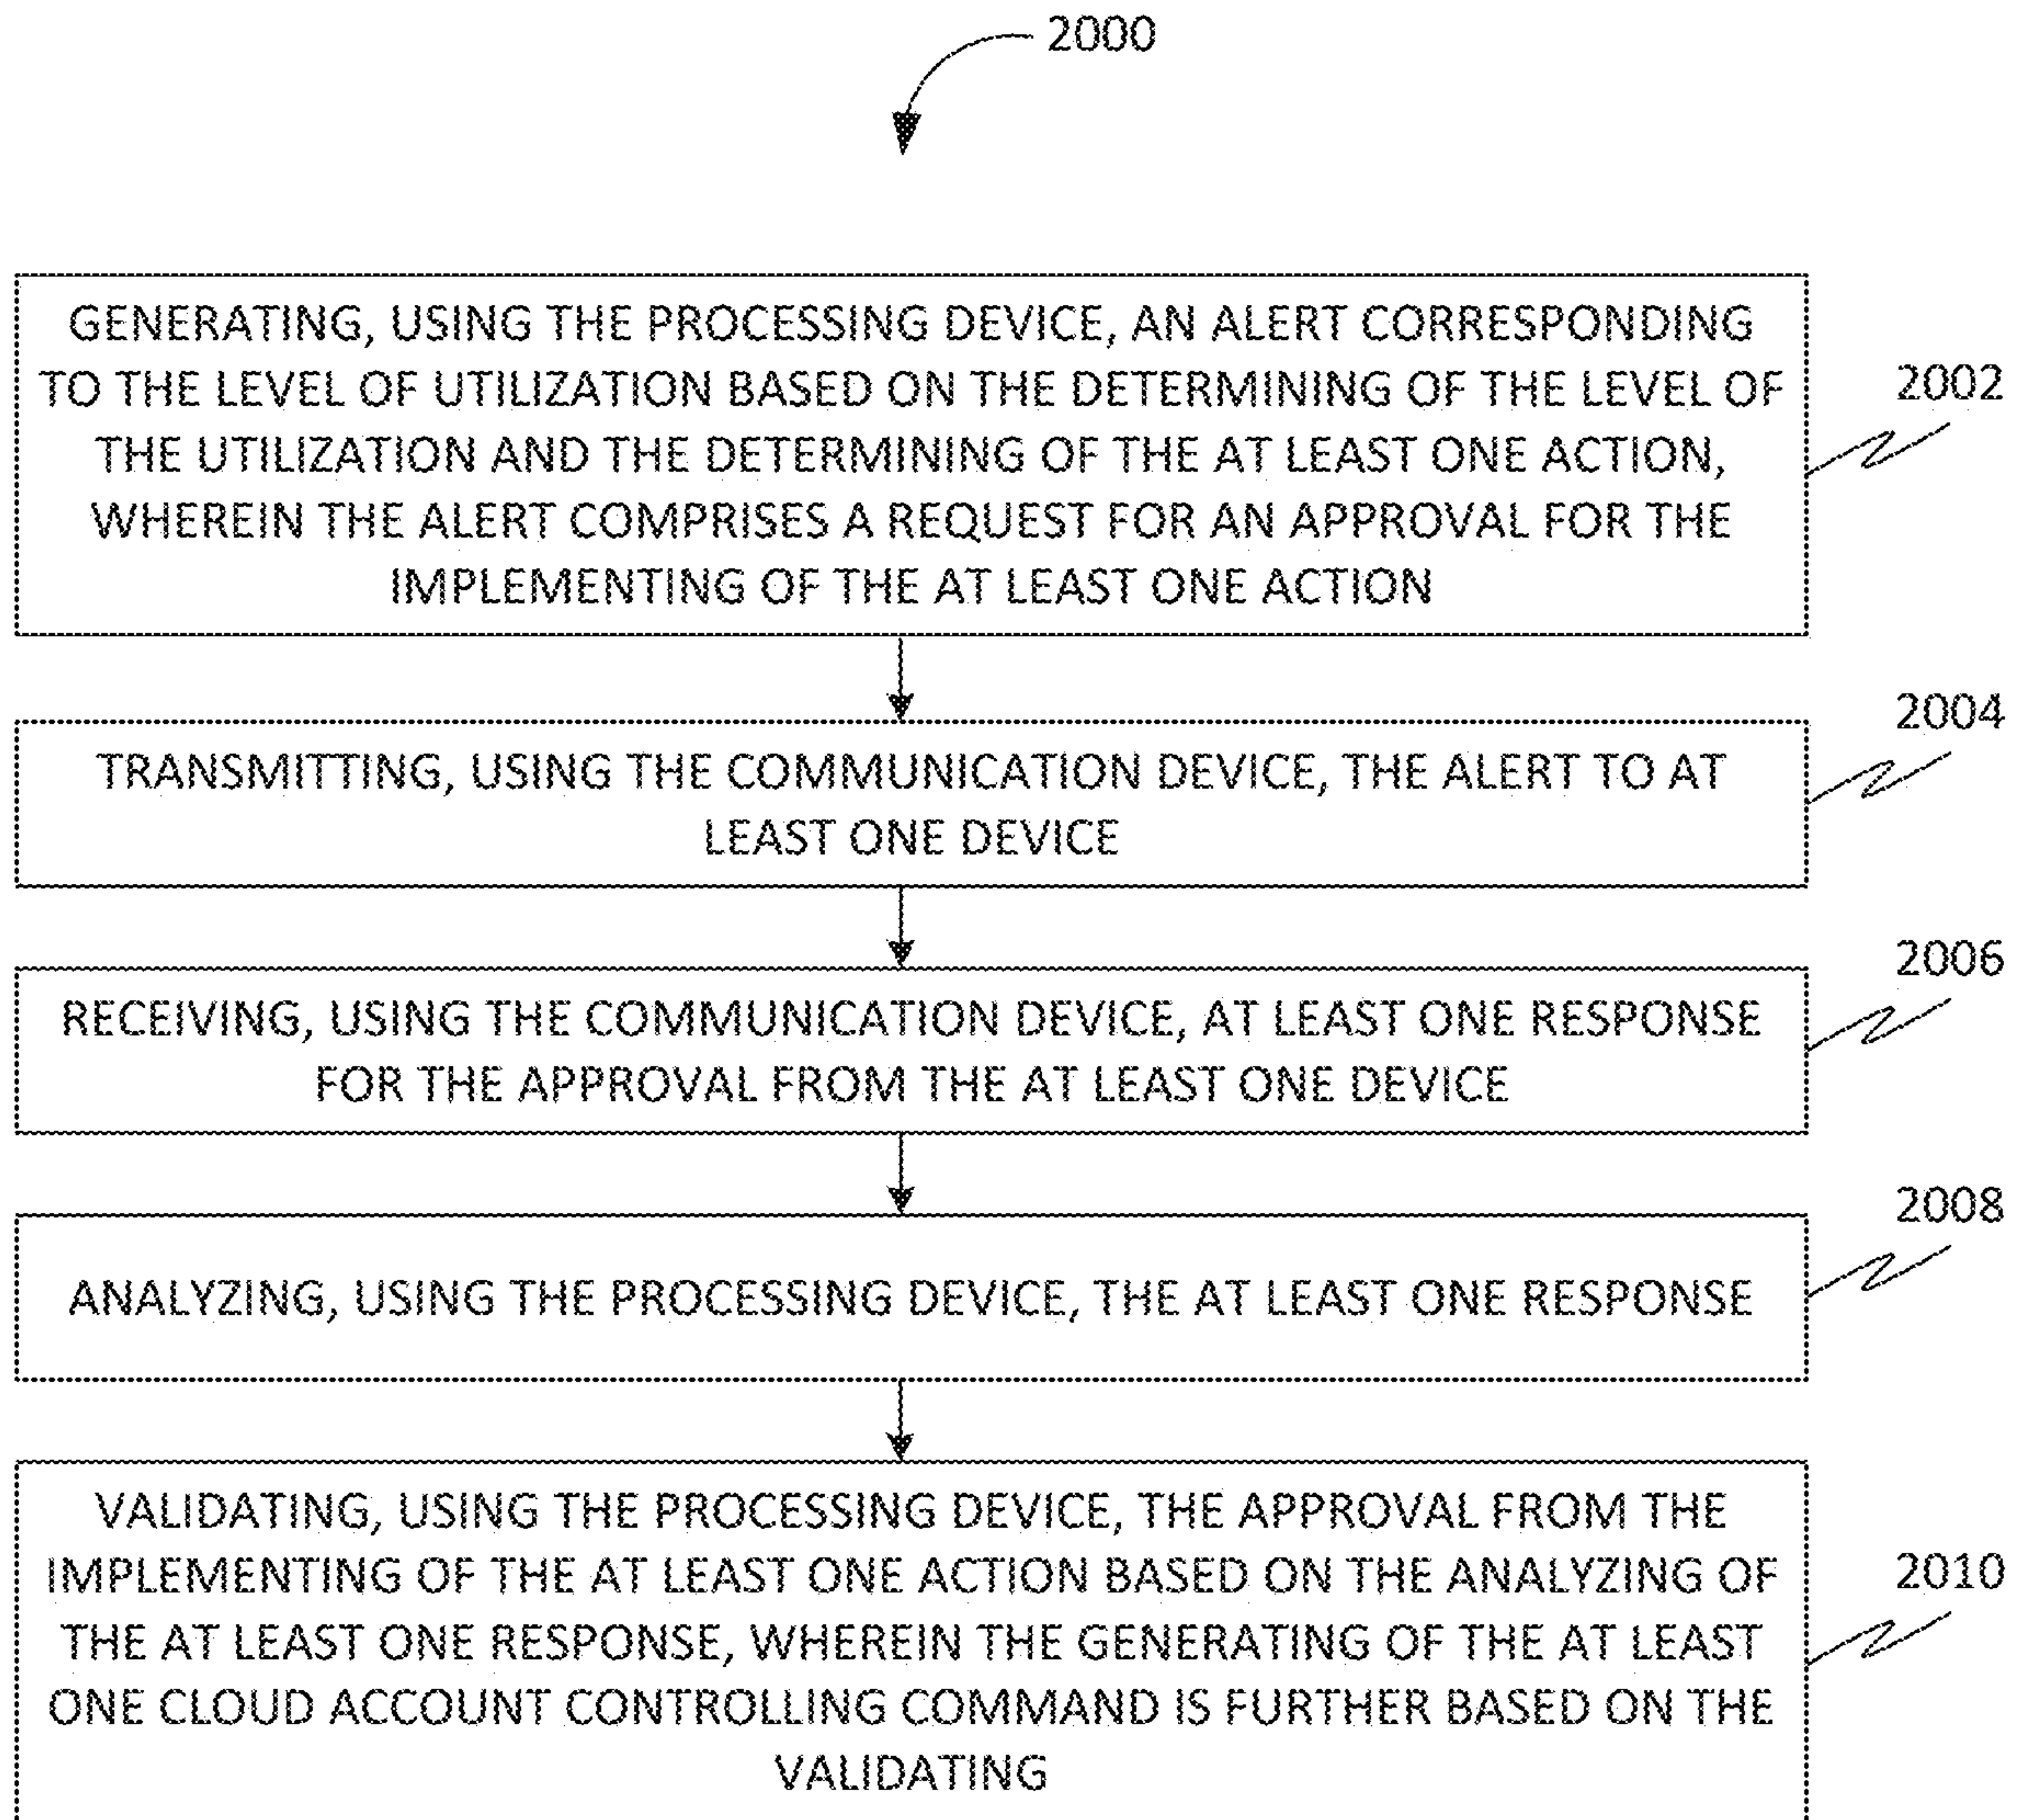 2000
GENERATING, USING THE PROCESSING DEVICE, AN ALERT CORRESPONDING
TO THE LEVEL OF UTILIZATION BASED ON THE DETERMINING OF THE LEVEL OF
THE UTILIZATION AND THE DETERMINING OF THE AT LEAST ONE ACTION,
WHEREIN THE ALERT COMPRISES A REQUEST FOR AN APPROVAL FOR THE
IMPLEMENTING OF THE AT LEAST ONE ACTION
2002
TRANSMITTING, USING THE COMMUNICATION DEVICE, THE ALERT TO AT
LEAST ONE DEVICE
2004
RECEIVING, USING THE COMMUNICATION DEVICE, AT LEAST ONE RESPONSE
FOR THE APPROVAL FROM THE AT LEAST ONE DEVICE
2006
ANALYZING, USING THE PROCESSING DEVICE, THE AT LEAST ONE RESPONSE
2008
VALIDATING, USING THE PROCESSING DEVICE, THE APPROVAL FROM THE
IMPLEMENTING OF THE AT LEAST ONE ACTION BASED ON THE ANALYZING OF
THE AT LEAST ONE RESPONSE, WHEREIN THE GENERATING OF THE AT LEAST
ONE CLOUD ACCOUNT CONTROLLING COMMAND IS FURTHER BASED ON THE
VALIDATING
2010